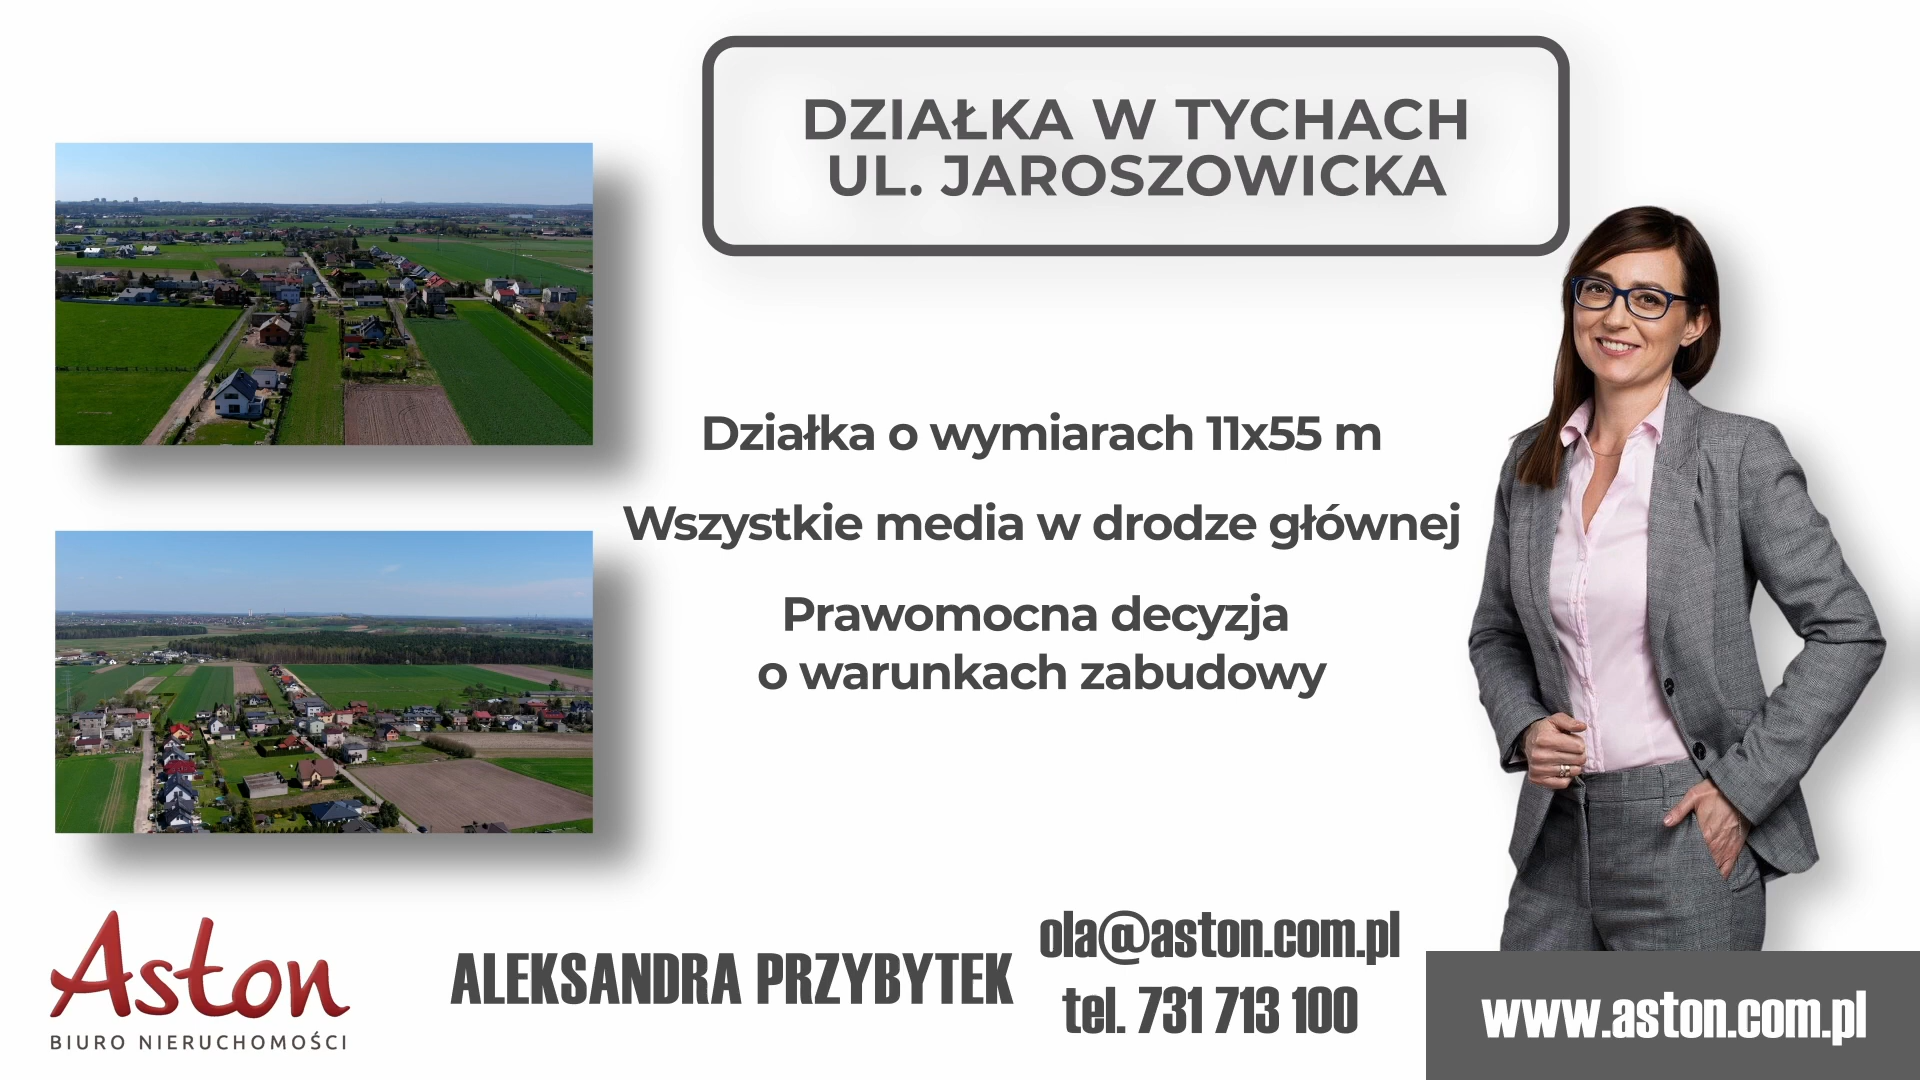 DZIAŁKA W TYCHACH
UL. JAROSZOWICKA
Działka o wymiarach 11x55 m
Wszystkie media w drodze głównej
Prawomocna decyzja
o warunkach zabudowy
Aston
BIURO NIERUCHOMOŚCI
ALEKSANDRA PRZYBYTEK
ola@aston.com.pl
tel. 731 713 100
www.aston.com.pl